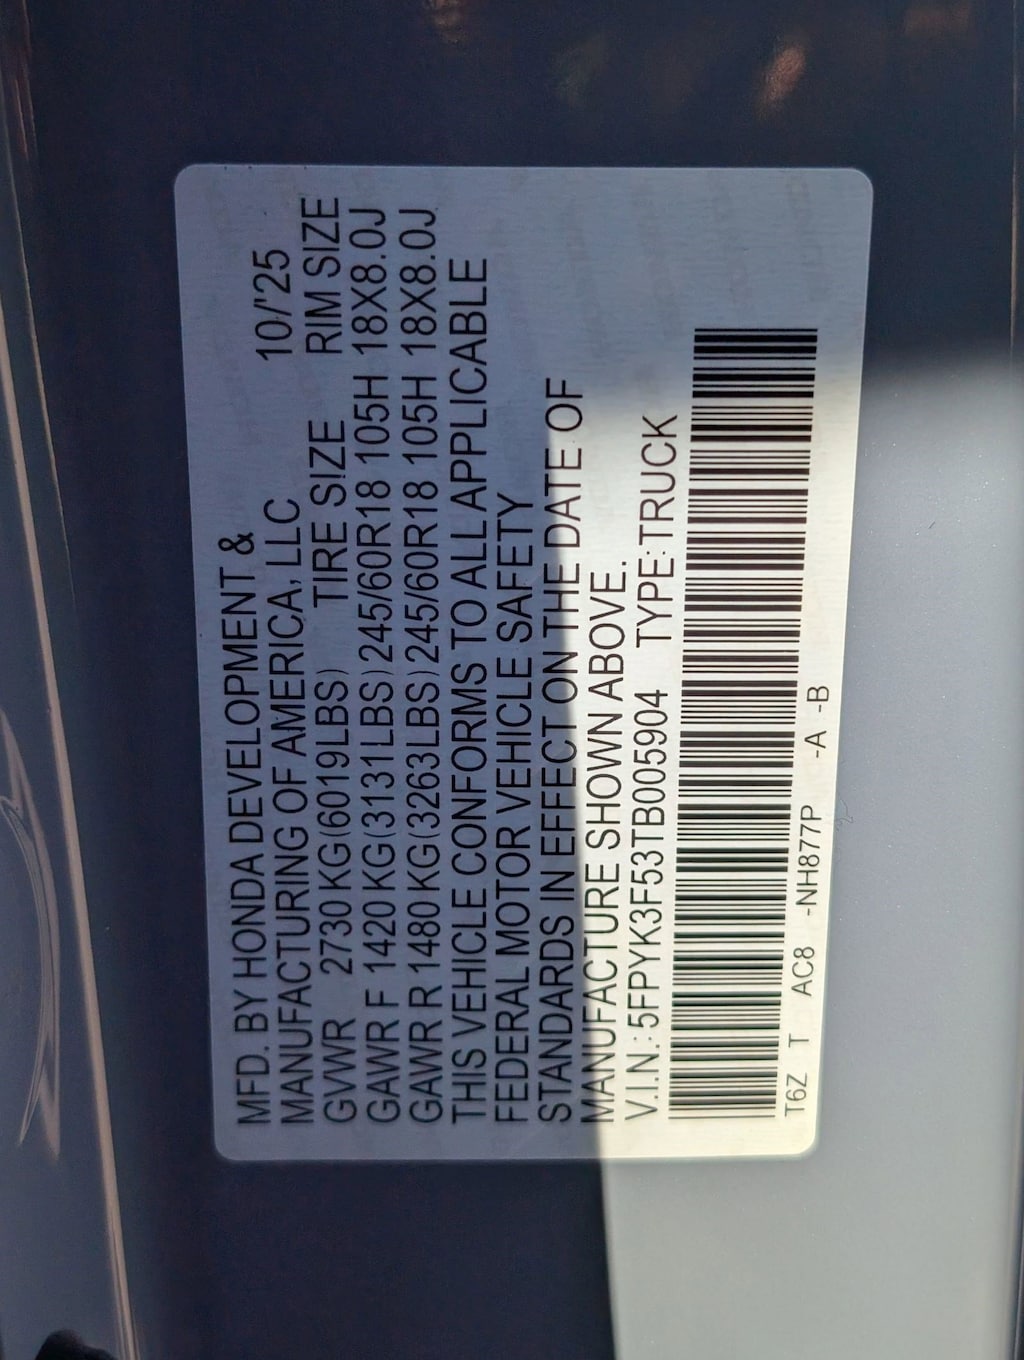 MFD. BY HONDA DEVELOPMENT &
MANUFACTURING OF AMERICA, LLC 10/'25
GVWR 2730 KG(6019LBS) TIRE SIZE RIM SIZE
GAWR F 1420 KG(3131LBS) 245/60R18 105H 18X8.0J
GAWR R 1480 KG(3263LBS) 245/60R18 105H 18X8.0J
THIS VEHICLE CONFORMS TO ALL APPLICABLE
FEDERAL MOTOR VEHICLE SAFETY
STANDARDS IN EFFECT ON THE DATE OF
MANUFACTURE SHOWN ABOVE.
V.I.N.: 5FPYK3F53TB005904 TYPE: TRUCK
T6Z T AC8 -NH877P -A -B